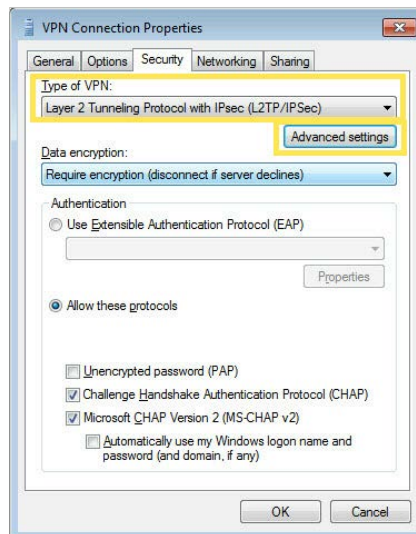 VPN Connection Properties
General Options Security Networking Sharing
Type of VPN:
Layer 2 Tunneling Protocol with IPsec (L2TP/IPSec)
Advanced settings
Data encryption:
Require encryption (disconnect if server declines)
Authentication
Use Extensible Authentication Protocol (EAP)
Properties
Allow these protocols
Unencrypted password (PAP)
Challenge Handshake Authentication Protocol (CHAP)
Microsoft CHAP Version 2 (MS-CHAP v2)
Automatically use my Windows logon name and
password (and domain, if any)
OK Cancel